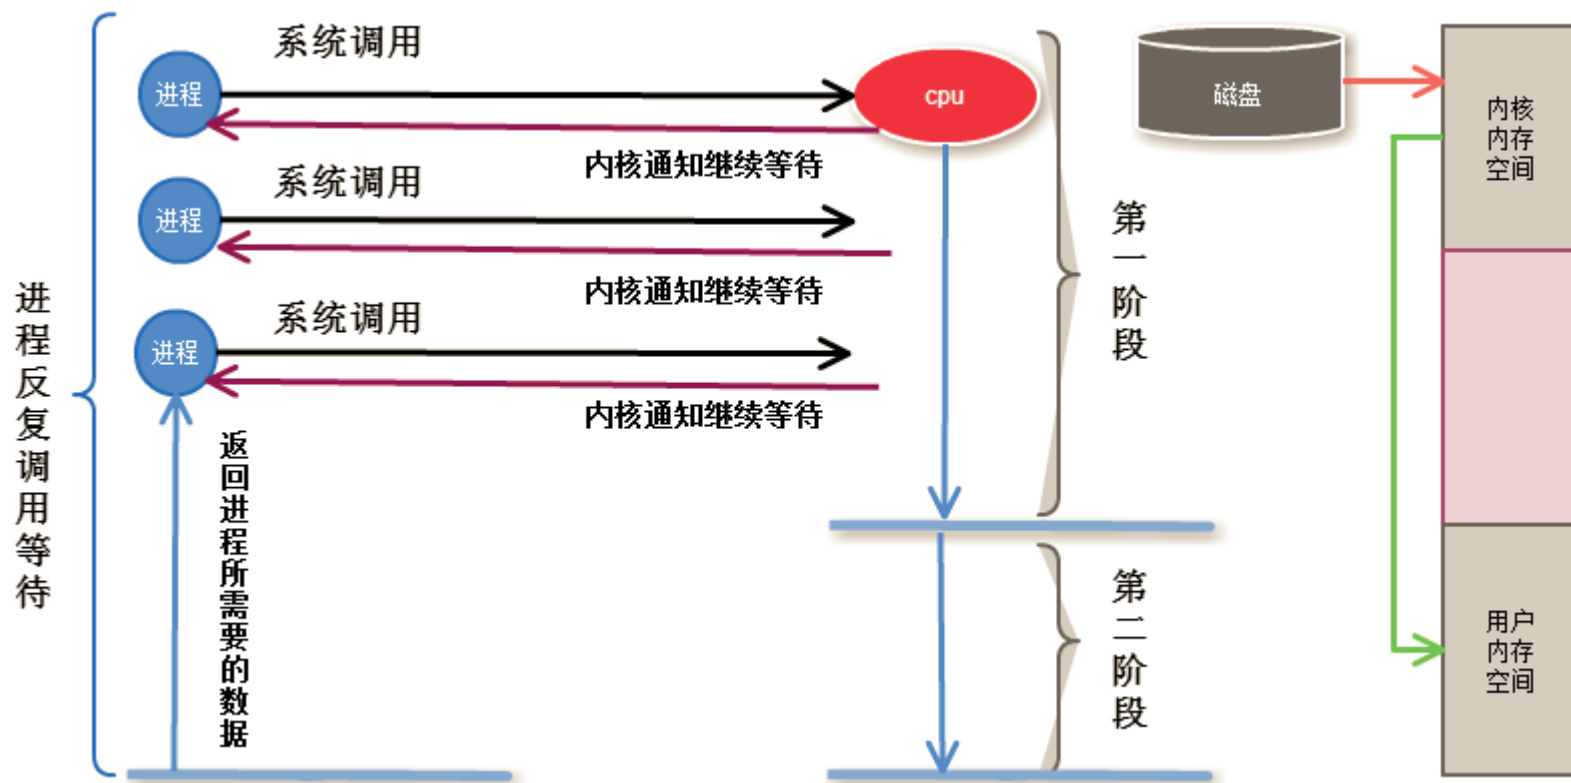 系统调用
进程
cpu
磁盘
内核
内存
空间
内核通知继续等待
系统调用
进程
内核通知继续等待
系统调用
进程
内核通知继续等待
第一阶段
进程反复调用等待
返回进程所需要的数据
第二阶段
用户
内存
空间